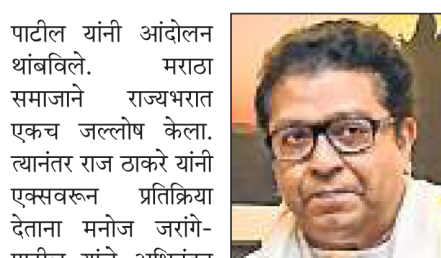 पाटील यांनी आंदोलन
थांबविले. मराठा
समाजाने राज्यभरात
एकच जल्लोष केला.
त्यानंतर राज ठाकरे यांनी
एक्सवरून प्रतिक्रिया
देताना मनोज जरांगे-